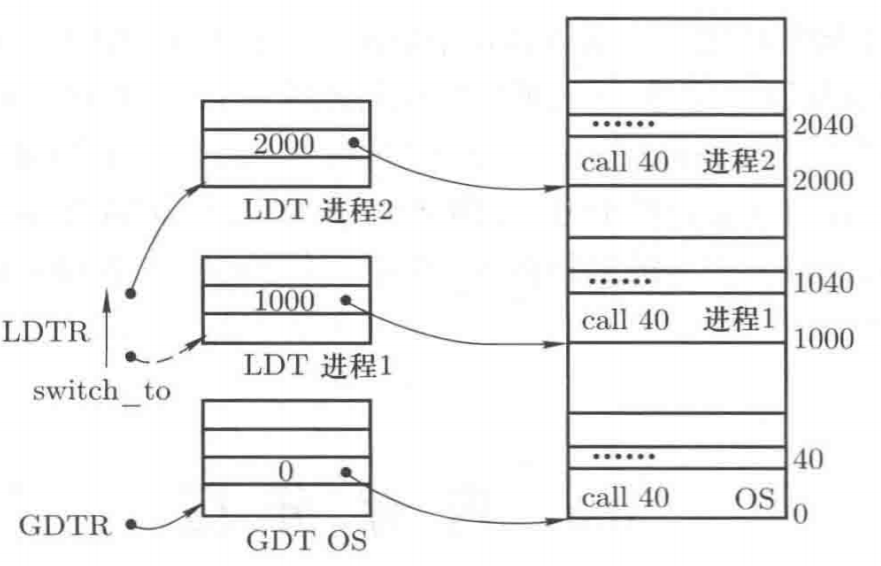 2000
LDT 进程2
LDTR
switch_to
1000
LDT 进程1
0
GDTR
GDT OS
······ 2040
call 40 进程2
2000
······ 1040
call 40 进程1
1000
······ 40
call 40 OS
0